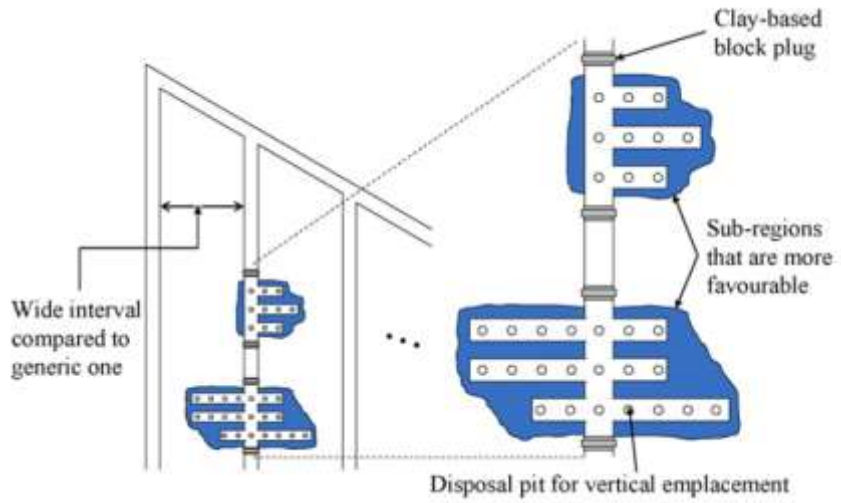 Clay-based
block plug
Sub-regions
that are more
favourable
Wide interval
compared to
generic one
Disposal pit for vertical emplacement